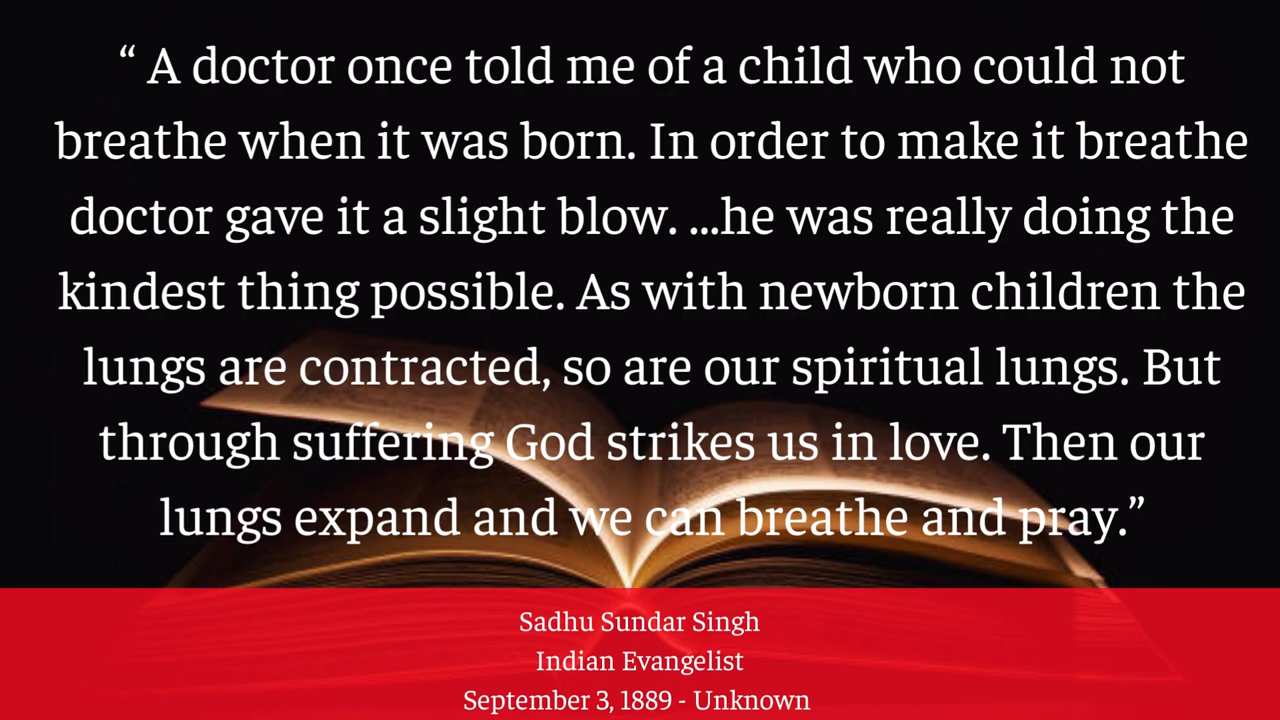 “ A doctor once told me of a child who could not
breathe when it was born. In order to make it breathe
doctor gave it a slight blow. ...he was really doing the
kindest thing possible. As with newborn children the
lungs are contracted, so are our spiritual lungs. But
through suffering God strikes us in love. Then our
lungs expand and we can breathe and pray.”
Sadhu Sundar Singh
Indian Evangelist
September 3, 1889 - Unknown